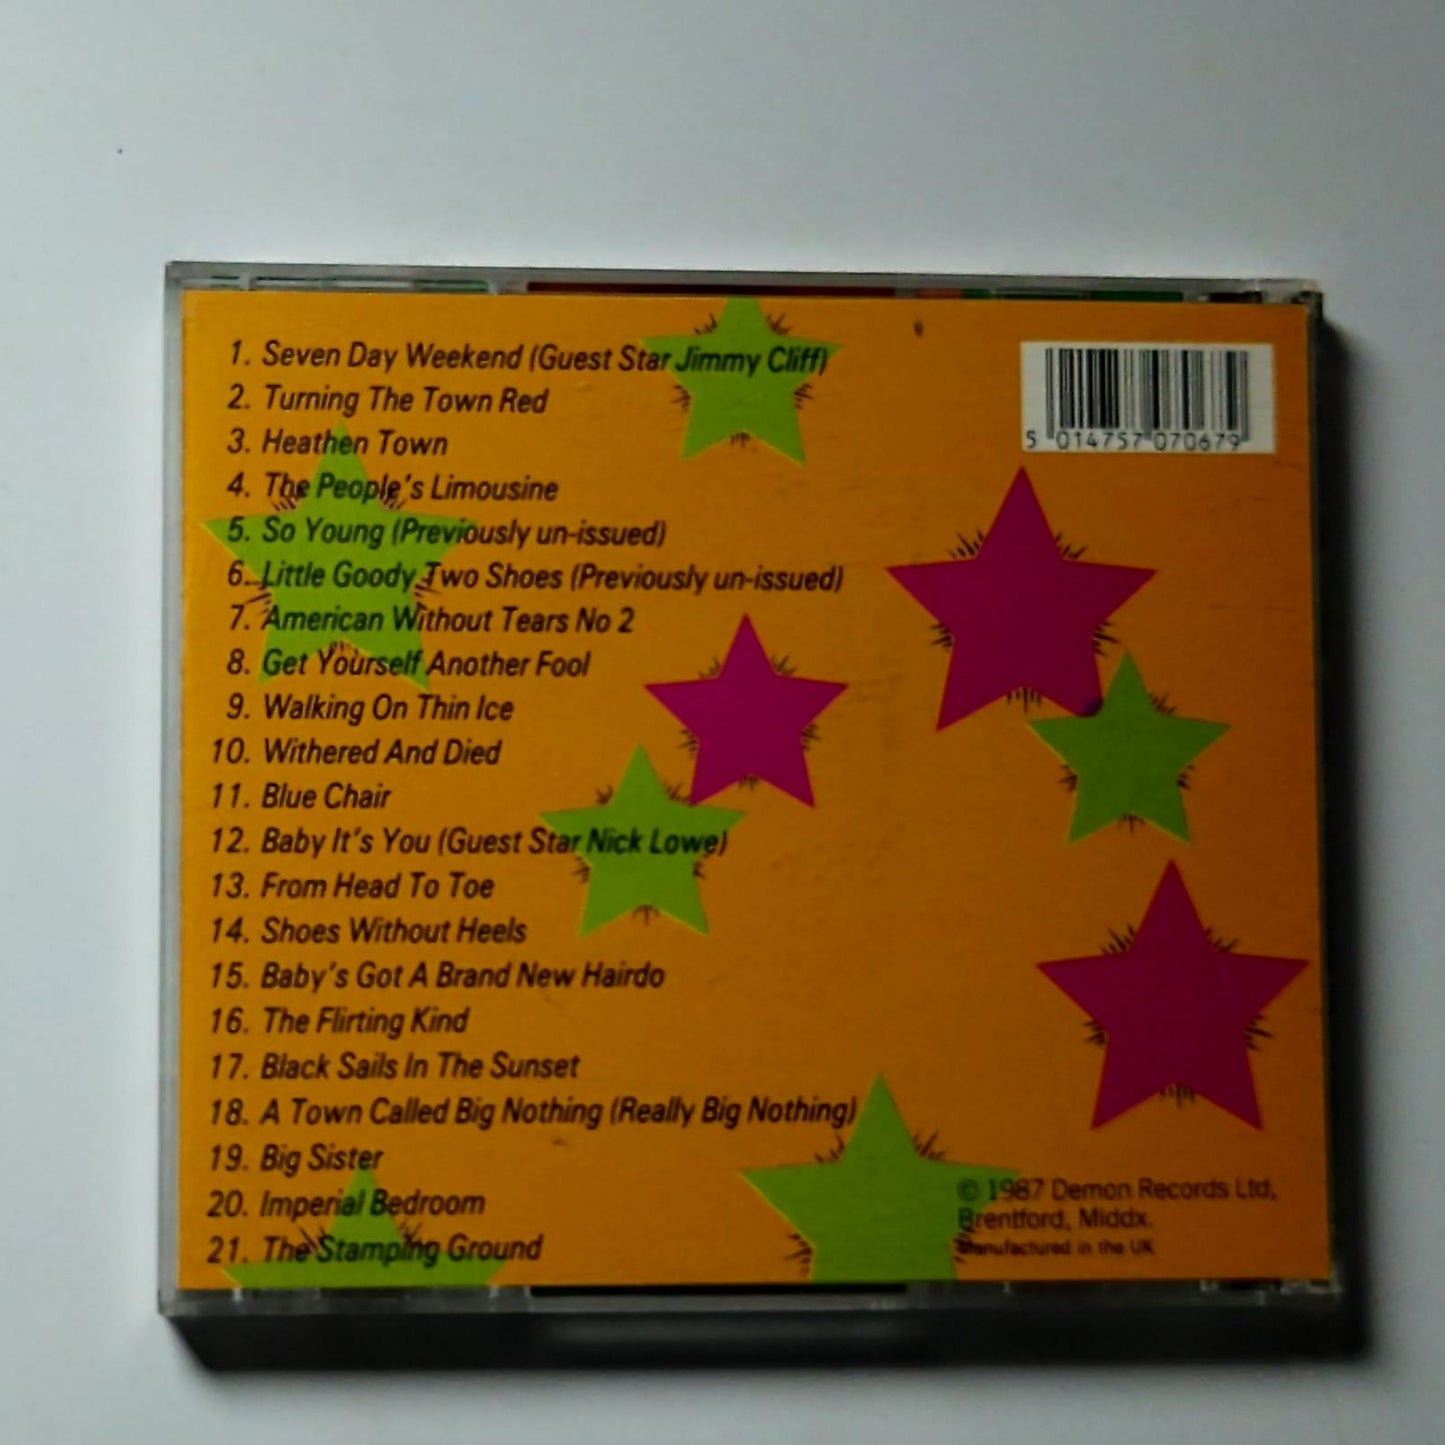 1. Seven Day Weekend (Guest Star Jimmy Cliff)
2. Turning The Town Red
3. Heathen Town
4. The People's Limousine
5. So Young (Previously un-issued)
6. Little Goody Two Shoes (Previously un-issued)
7. American Without Tears No 2
8. Get Yourself Another Fool
9. Walking On Thin Ice
10. Withered And Died
11. Blue Chair
12. Baby It's You (Guest Star Nick Lowe)
13. From Head To Toe
14. Shoes Without Heels
15. Baby's Got A Brand New Hairdo
16. The Flirting Kind
17. Black Sails In The Sunset
18. A Town Called Big Nothing (Really Big Nothing)
19. Big Sister
20. Imperial Bedroom
21. The Stamping Ground
5 014757 070679
© 1987 Demon Records Ltd,
Brentford, Middx.
Manufactured in the UK